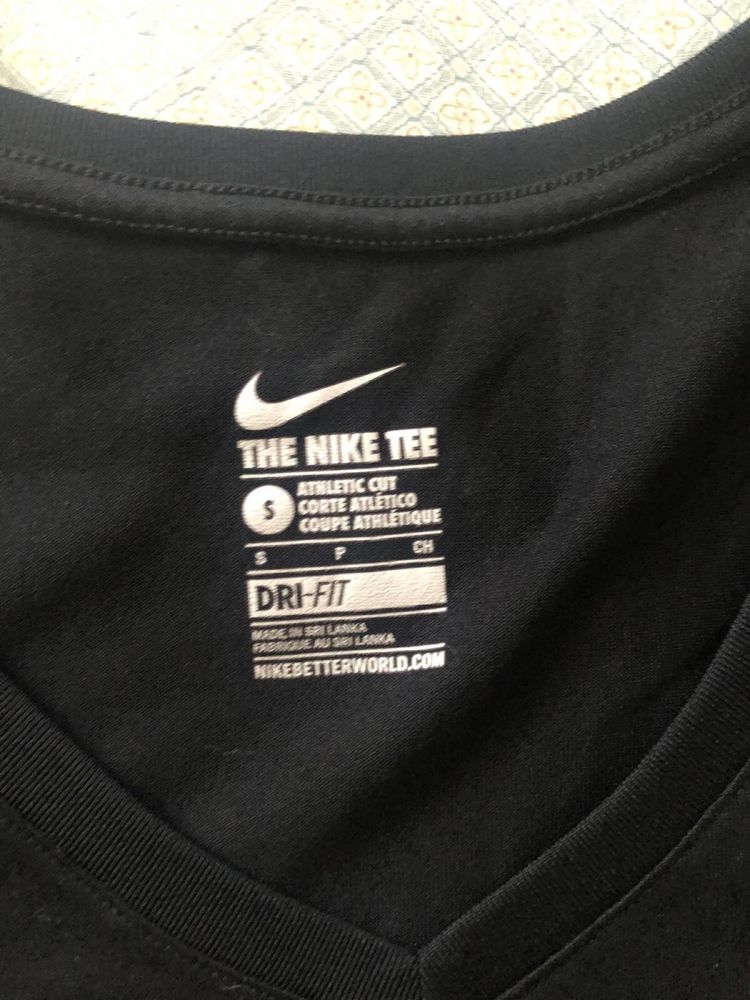 THE NIKE TEE
S
ATHLETIC CUT
CORTE ATLÉTICO
COUPE ATHLÉTIQUE
S P CH
DRI-FIT
MADE IN SRI LANKA
FABRIQUE AU SRI LANKA
NIKEBETTERWORLD.COM